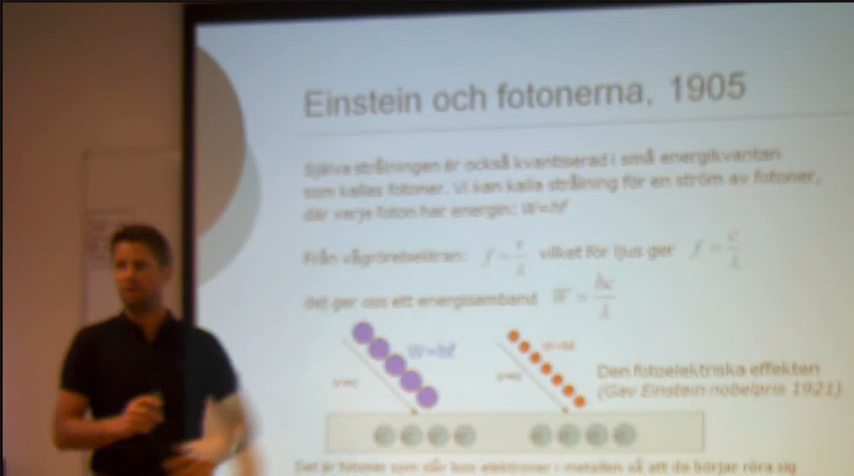 Einstein och fotonerna, 1905
Själva strålningen är också kvantiserad i små energikvantan
som kallas fotoner. Vi kan kalla strålning för en ström av fotoner,
där varje foton har energin: W=hf
Från vågrörelseläran: f = v/λ vilket för ljus ger f = c/λ
det ger oss ett energisamband W = hc/λ
W=hf
Den fotoelektriska effekten
(Gav Einstein nobelpris 1921)
Det är fotoner som slår loss elektroner i metallen så att de börjar röra sig